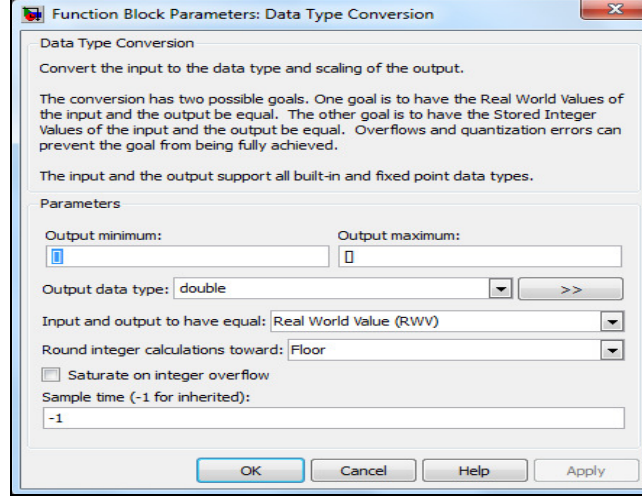 Function Block Parameters: Data Type Conversion
Data Type Conversion
Convert the input to the data type and scaling of the output.
The conversion has two possible goals. One goal is to have the Real World Values of
the input and the output be equal. The other goal is to have the Stored Integer
Values of the input and the output be equal. Overflows and quantization errors can
prevent the goal from being fully achieved.
The input and the output support all built-in and fixed point data types.
Parameters
Output minimum: Output maximum:
[] []
Output data type: double >>
Input and output to have equal: Real World Value (RWV)
Round integer calculations toward: Floor
Saturate on integer overflow
Sample time (-1 for inherited):
-1
OK Cancel Help Apply